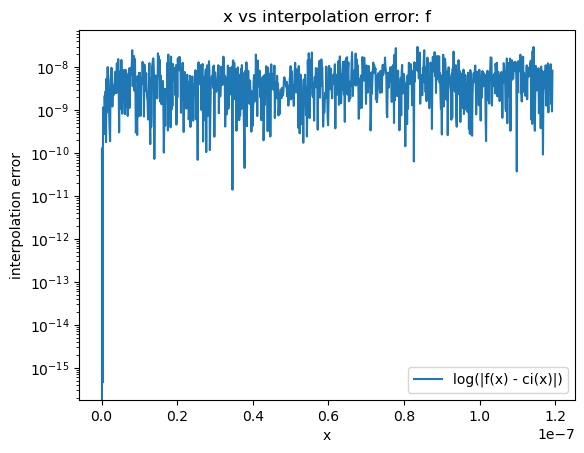 x vs interpolation error: f
interpolation error
10⁻⁸
10⁻⁹
10⁻¹⁰
10⁻¹¹
10⁻¹²
10⁻¹³
10⁻¹⁴
10⁻¹⁵
log(|f(x) - ci(x)|)
0.0 0.2 0.4 0.6 0.8 1.0 1.2
1e−7
x